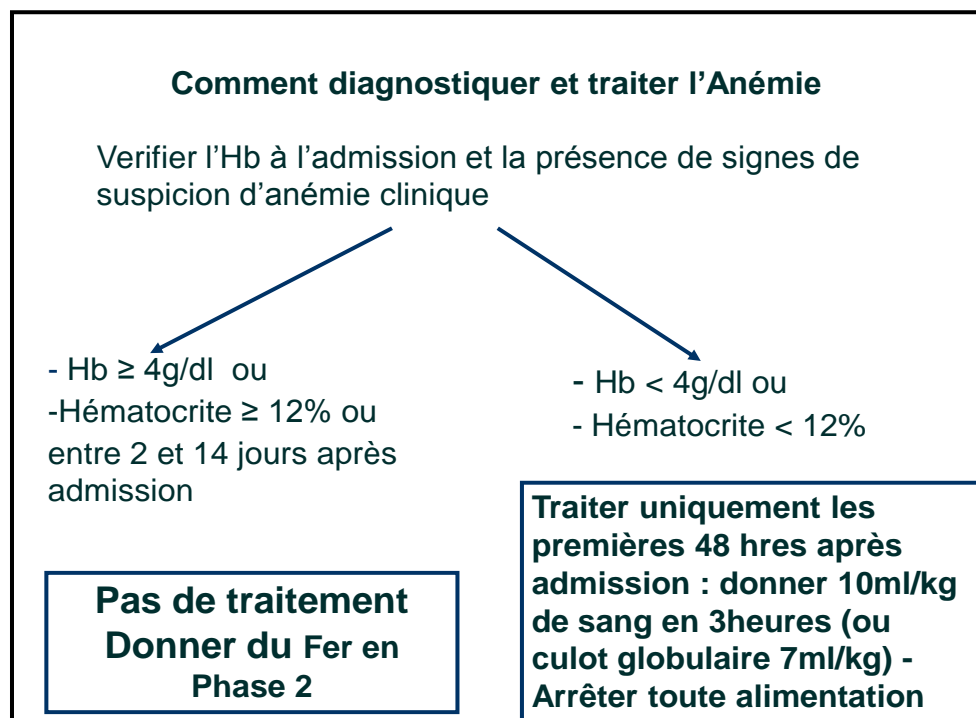 Comment diagnostiquer et traiter l’Anémie
Verifier l’Hb à l’admission et la présence de signes de
suspicion d’anémie clinique
- Hb ≥ 4g/dl ou
-Hématocrite ≥ 12% ou
entre 2 et 14 jours après
admission
Pas de traitement
Donner du Fer en
Phase 2
- Hb < 4g/dl ou
- Hématocrite < 12%
Traiter uniquement les
premières 48 hres après
admission : donner 10ml/kg
de sang en 3heures (ou
culot globulaire 7ml/kg) -
Arrêter toute alimentation